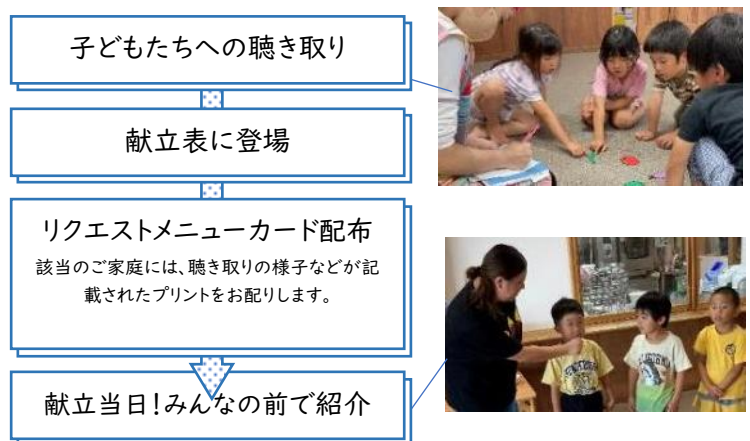 子どもたちへの聴き取り
献立表に登場
リクエストメニューカード配布
該当のご家庭には、聴き取りの様子などが記
載されたプリントをお配りします。
献立当日！みんなの前で紹介